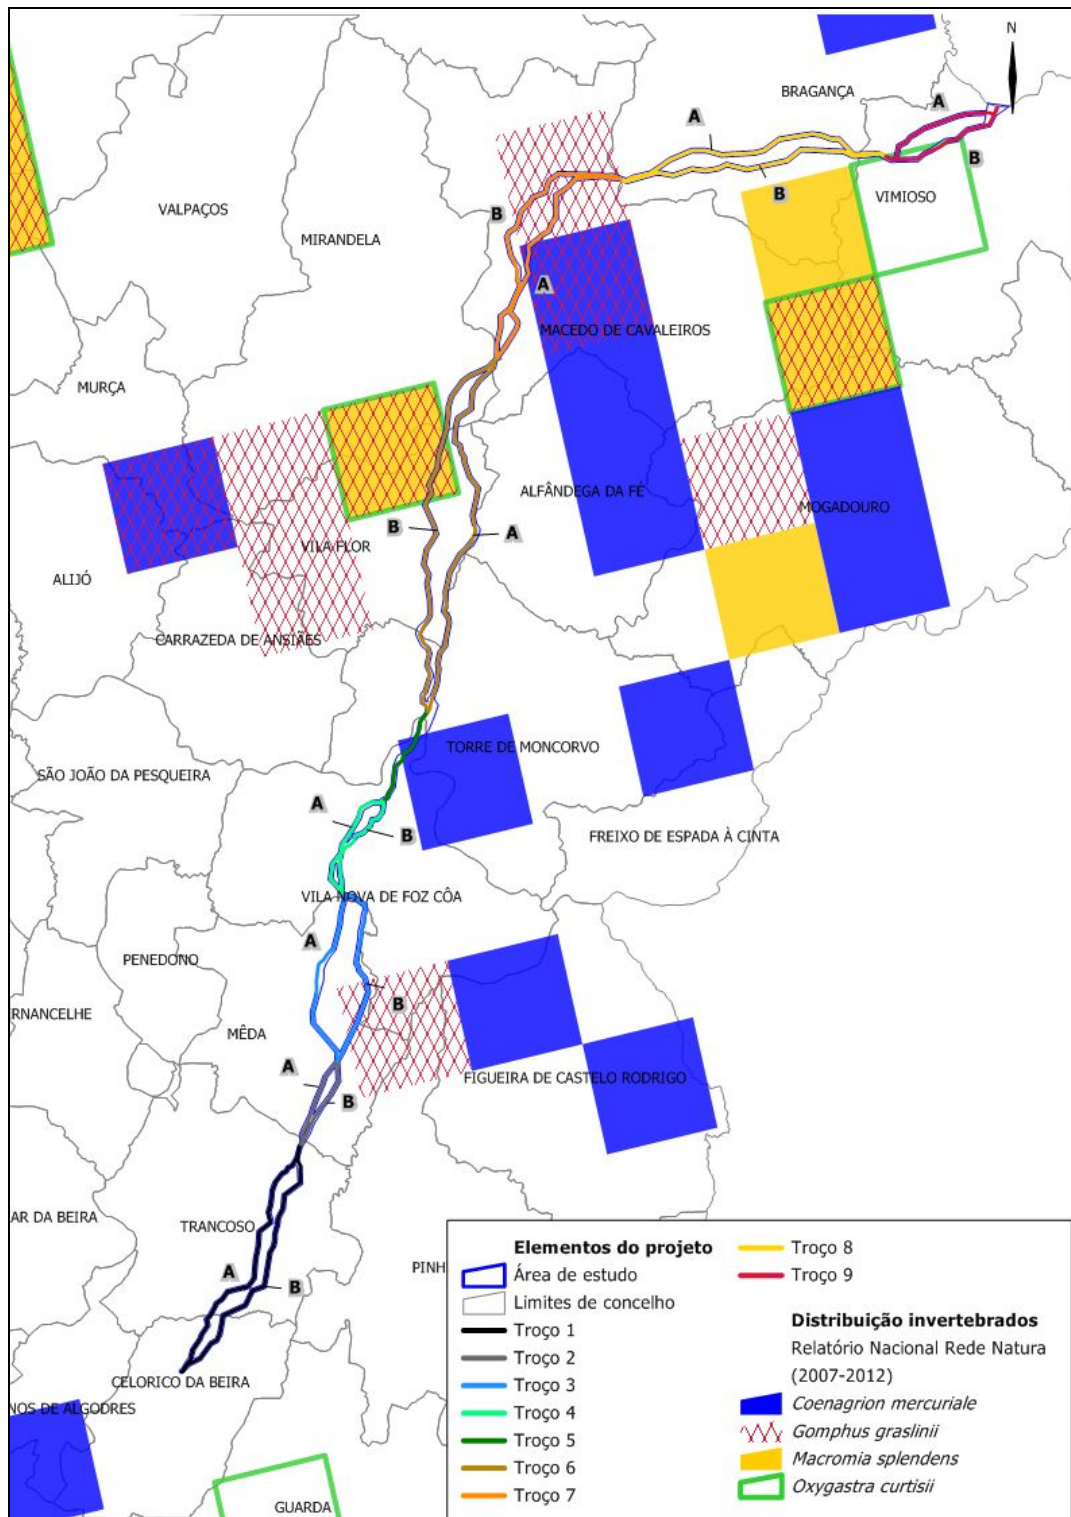 N
BRAGANÇA
A
B
VIMIOSO
A
B
VALPAÇOS
MIRANDELA
B
A
MACEDO DE CAVALEIROS
MURÇA
ALFÂNDEGA DA FÉ
MOGADOURO
B
A
VILA FLOR
ALIJÓ
CARRAZEDA DE ANSIÃES
TORRE DE MONCORVO
SÃO JOÃO DA PESQUEIRA
A
B
FREIXO DE ESPADA À CINTA
VILA NOVA DE FOZ CÔA
A
PENEDONO
B
RNANCELHE
MÊDA
A
FIGUEIRA DE CASTELO RODRIGO
B
AR DA BEIRA
TRANCOSO
A
B
PINH
CELORICO DA BEIRA
NOS DE ALGODRES
GUARDA
Elementos do projeto
Área de estudo
Limites de concelho
Troço 1
Troço 2
Troço 3
Troço 4
Troço 5
Troço 6
Troço 7
Troço 8
Troço 9
Distribuição invertebrados
Relatório Nacional Rede Natura
(2007-2012)
Coenagrion mercuriale
Gomphus graslinii
Macromia splendens
Oxygastra curtisii